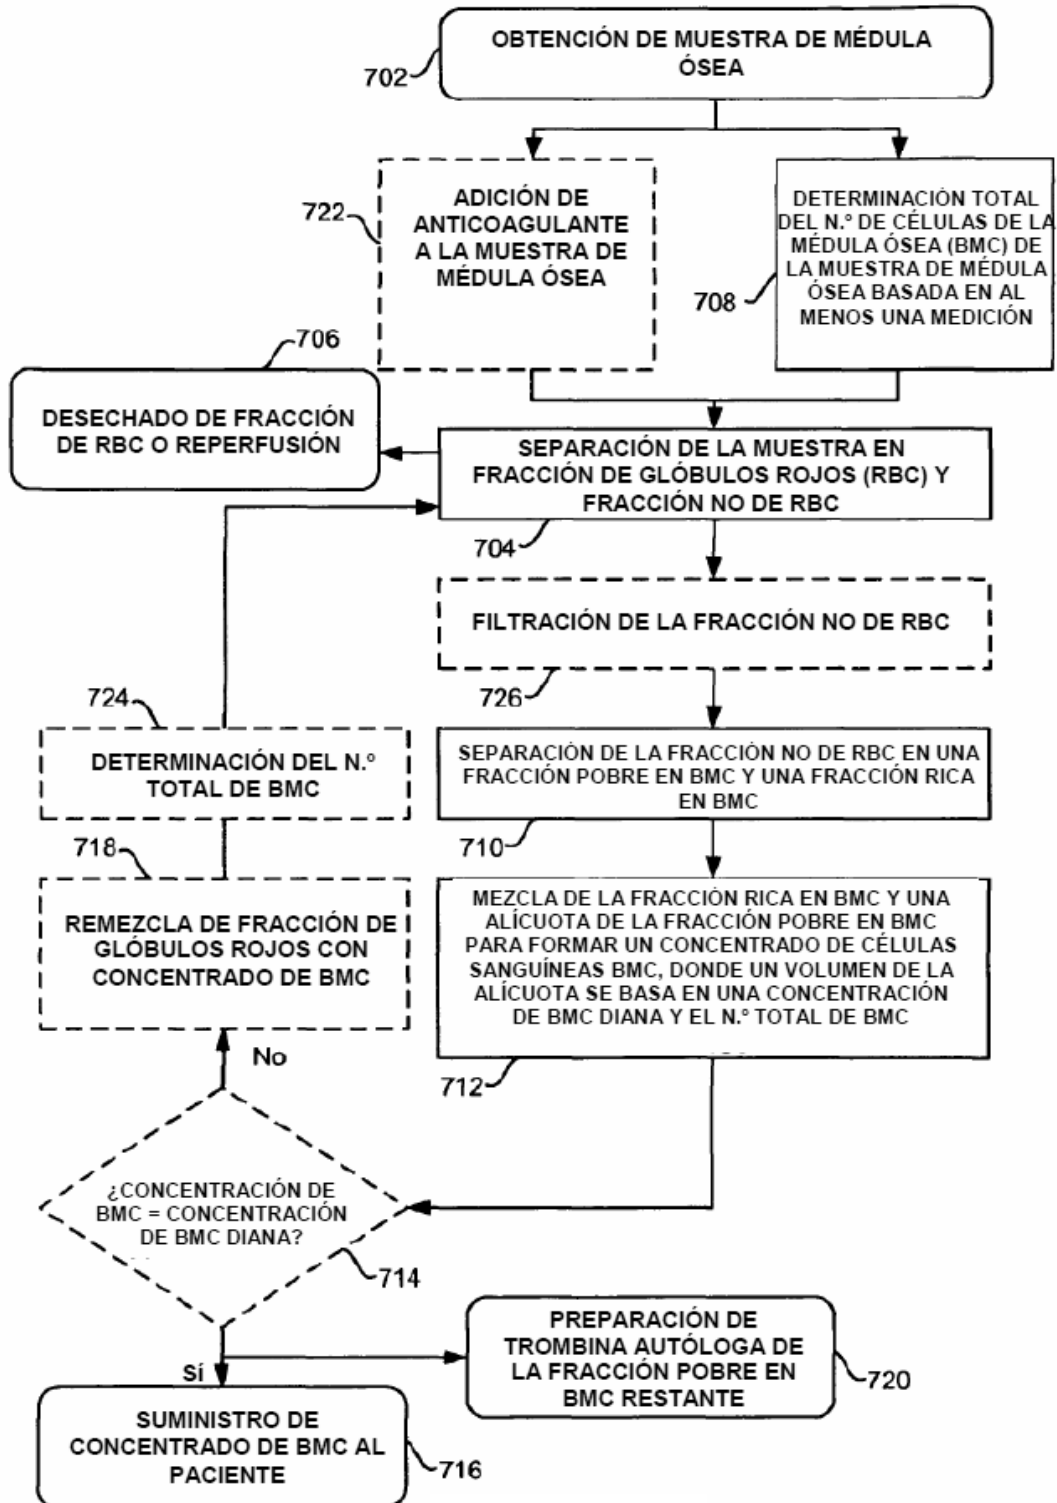 OBTENCIÓN DE MUESTRA DE MÉDULA
ÓSEA
702
ADICIÓN DE
ANTICOAGULANTE
A LA MUESTRA DE
MÉDULA ÓSEA
722
DETERMINACIÓN TOTAL
DEL N.º DE CÉLULAS DE LA
MÉDULA ÓSEA (BMC) DE
LA MUESTRA DE MÉDULA
ÓSEA BASADA EN AL
MENOS UNA MEDICIÓN
708
706
DESECHADO DE FRACCIÓN
DE RBC O REPERFUSIÓN
SEPARACIÓN DE LA MUESTRA EN
FRACCIÓN DE GLÓBULOS ROJOS (RBC) Y
FRACCIÓN NO DE RBC
704
FILTRACIÓN DE LA FRACCIÓN NO DE RBC
726
724
DETERMINACIÓN DEL N.º
TOTAL DE BMC
SEPARACIÓN DE LA FRACCIÓN NO DE RBC EN UNA
FRACCIÓN POBRE EN BMC Y UNA FRACCIÓN RICA
EN BMC
710
718
REMEZCLA DE FRACCIÓN DE
GLÓBULOS ROJOS CON
CONCENTRADO DE BMC
MEZCLA DE LA FRACCIÓN RICA EN BMC Y UNA
ALÍCUOTA DE LA FRACCIÓN POBRE EN BMC
PARA FORMAR UN CONCENTRADO DE CÉLULAS
SANGUÍNEAS BMC, DONDE UN VOLUMEN DE LA
ALÍCUOTA SE BASA EN UNA CONCENTRACIÓN
DE BMC DIANA Y EL N.º TOTAL DE BMC
712
No
¿CONCENTRACIÓN DE
BMC = CONCENTRACIÓN
DE BMC DIANA?
714
Sí
PREPARACIÓN DE
TROMBINA AUTÓLOGA DE
LA FRACCIÓN POBRE EN
BMC RESTANTE
720
SUMINISTRO DE
CONCENTRADO DE BMC AL
PACIENTE
716